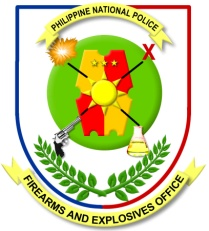 PHILIPPINE NATIONAL POLICE
X
FIREARMS AND EXPLOSIVES OFFICE